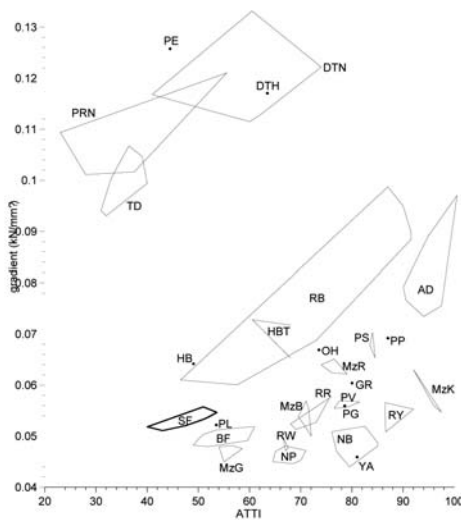 0.13
PE
DTN
0.12
DTH
PRN
0.11
0.1
TD
gradient (kN/mm?)
0.09
0.08
AD
RB
0.07
HBT
PS
PP
OH
HB
MzR
GR
MzK
0.06
RR
PV
MzB
PG
RY
SF
PL
BF
RW
NB
0.05
NP
MzG
YA
0.04
20
30
40
50
60
70
80
90
100
ATTI